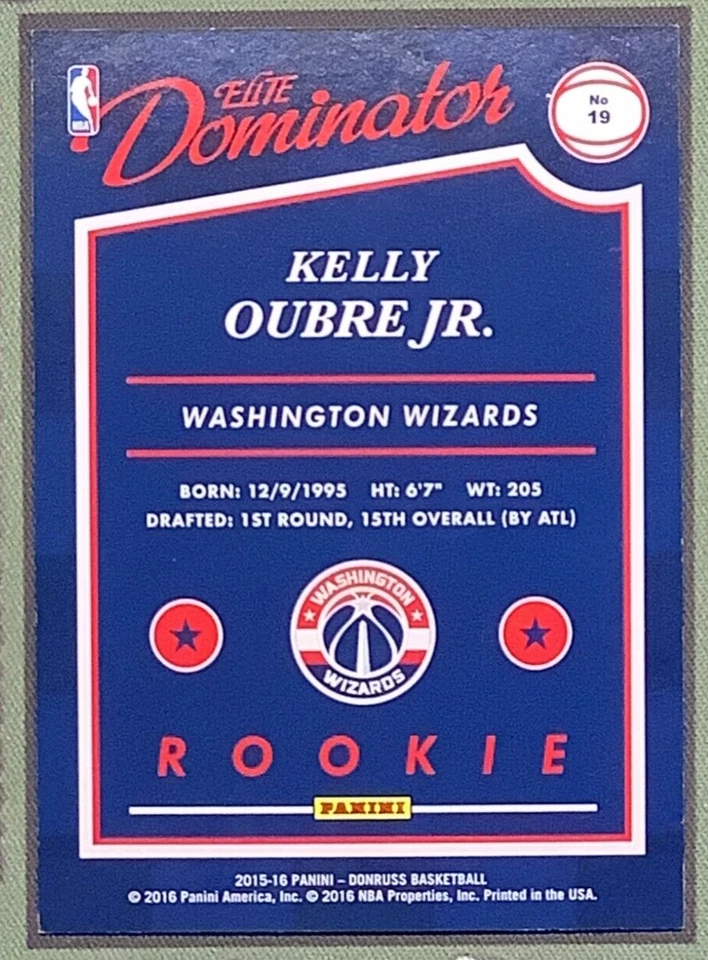 NBA
ELITE
Dominator
No
19
KELLY
OUBRE JR.
WASHINGTON WIZARDS
BORN: 12/9/1995 HT: 6'7" WT: 205
DRAFTED: 1ST ROUND, 15TH OVERALL (BY ATL)
WASHINGTON
WIZARDS
ROOKIE
PANINI
2015-16 PANINI – DONRUSS BASKETBALL
© 2016 Panini America, Inc. © 2016 NBA Properties, Inc. Printed in the USA.